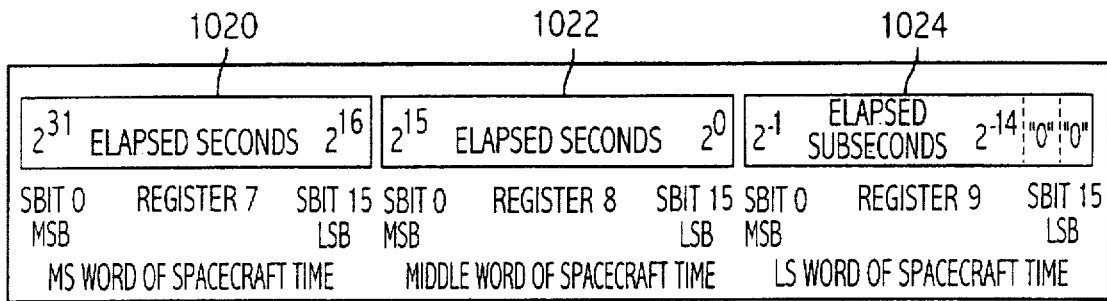 1020 1022 1024
2^31 ELAPSED SECONDS 2^16 2^15 ELAPSED SECONDS 2^0 2^-1 ELAPSED SUBSECONDS 2^-14 "0" "0"
SBIT 0 REGISTER 7 SBIT 15 SBIT 0 REGISTER 8 SBIT 15 SBIT 0 REGISTER 9 SBIT 15
MSB LSB MSB LSB MSB LSB
MS WORD OF SPACECRAFT TIME MIDDLE WORD OF SPACECRAFT TIME LS WORD OF SPACECRAFT TIME